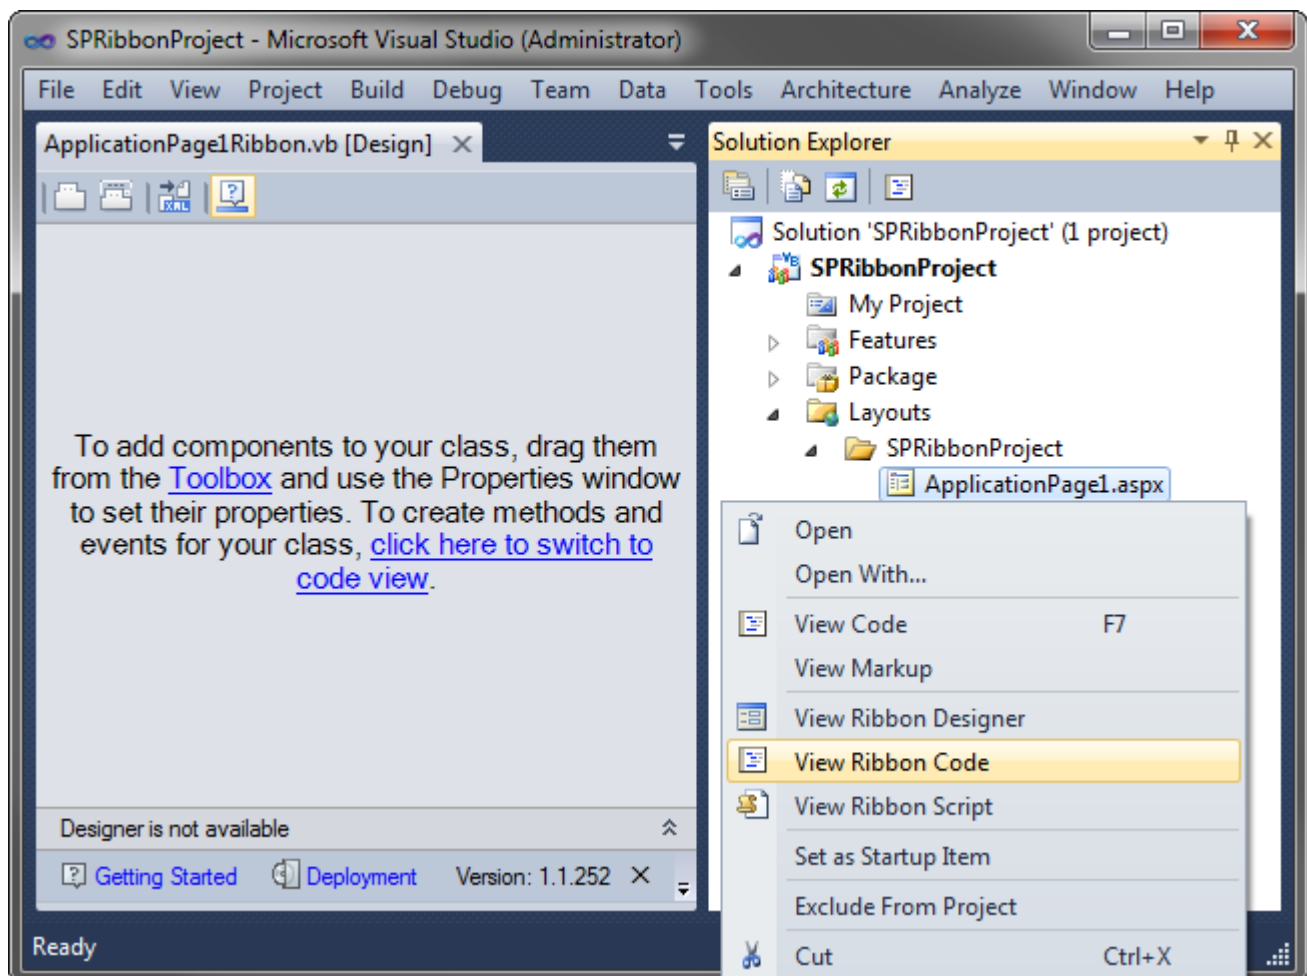 SPRibbonProject - Microsoft Visual Studio (Administrator)
File Edit View Project Build Debug Team Data Tools Architecture Analyze Window Help
ApplicationPage1Ribbon.vb [Design]
XML
To add components to your class, drag them
from the Toolbox and use the Properties window
to set their properties. To create methods and
events for your class, click here to switch to
code view.
Designer is not available
Getting Started Deployment Version: 1.1.252
Ready
Solution Explorer
Solution 'SPRibbonProject' (1 project)
VB
SPRibbonProject
My Project
Features
Package
Layouts
SPRibbonProject
ApplicationPage1.aspx
Open
Open With...
View Code F7
View Markup
View Ribbon Designer
View Ribbon Code
View Ribbon Script
Set as Startup Item
Exclude From Project
Cut Ctrl+X